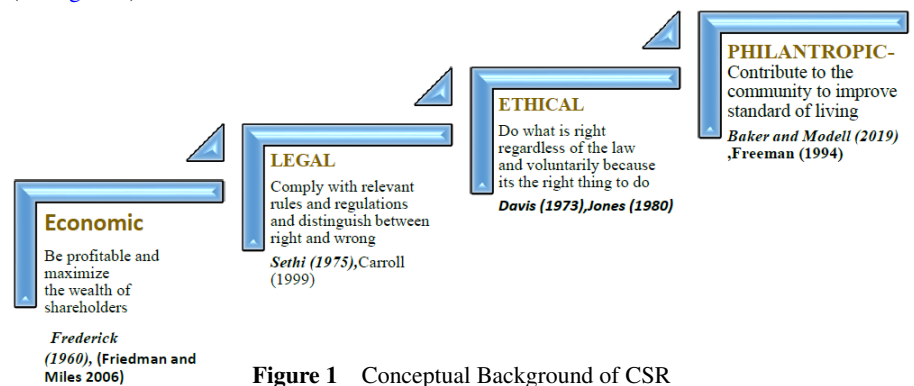 Economic
Be profitable and
maximize
the wealth of
shareholders
Frederick
(1960), (Friedman and
Miles 2006)
LEGAL
Comply with relevant
rules and regulations
and distinguish between
right and wrong
Sethi (1975),Carroll
(1999)
ETHICAL
Do what is right
regardless of the law
and voluntarily because
its the right thing to do
Davis (1973),Jones (1980)
PHILANTROPIC-
Contribute to the
community to improve
standard of living
Baker and Modell (2019)
,Freeman (1994)
Figure 1 Conceptual Background of CSR